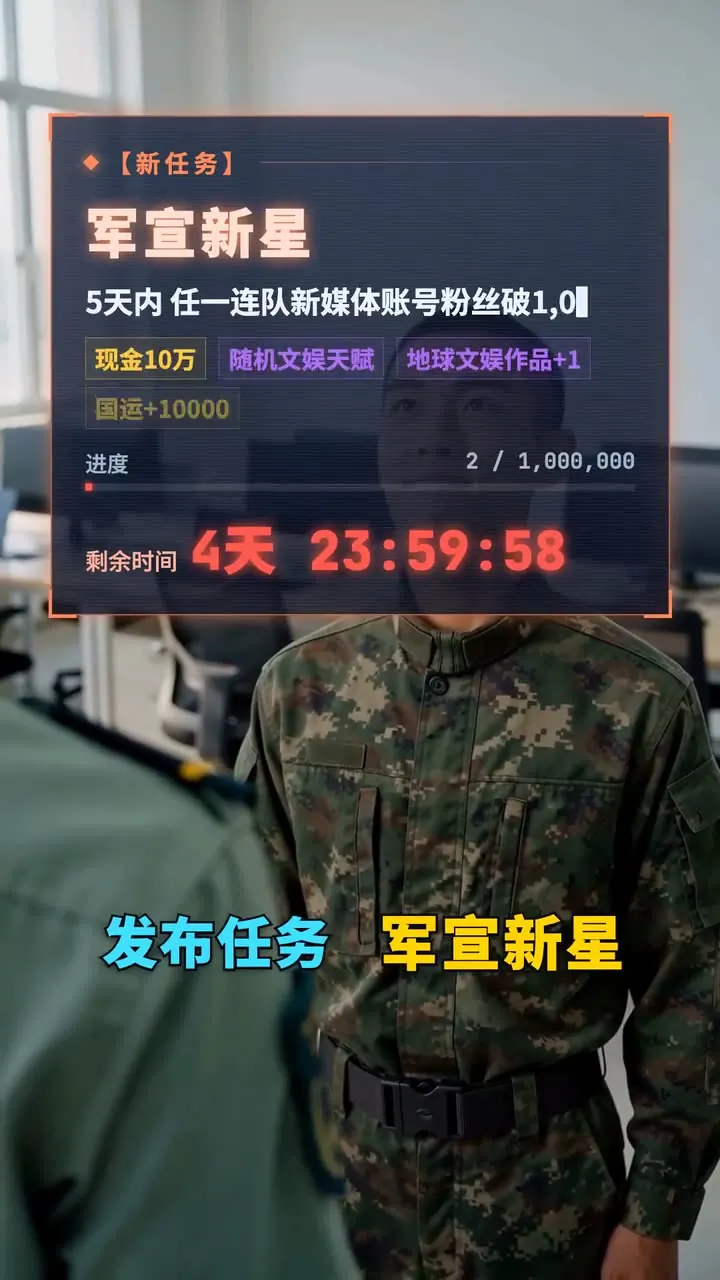 【新任务】
军宣新星
5天内 任一连队新媒体账号粉丝破1,0
现金10万 随机文娱天赋 地球文娱作品+1
国运+10000
进度 2 / 1,000,000
剩余时间 4天 23:59:58
发布任务 军宣新星